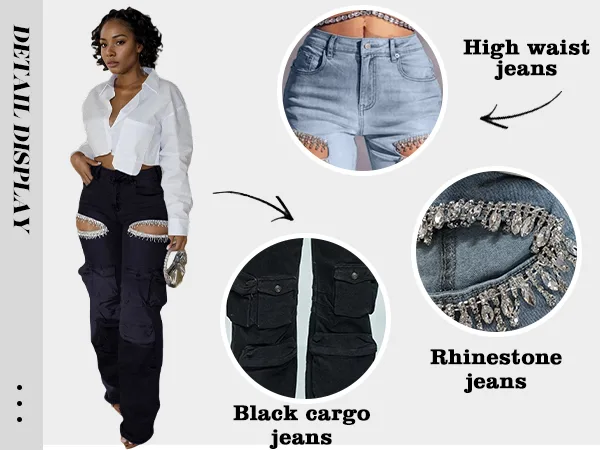 DETAIL DISPLAY
High waist
jeans
Rhinestone
jeans
Black cargo
jeans